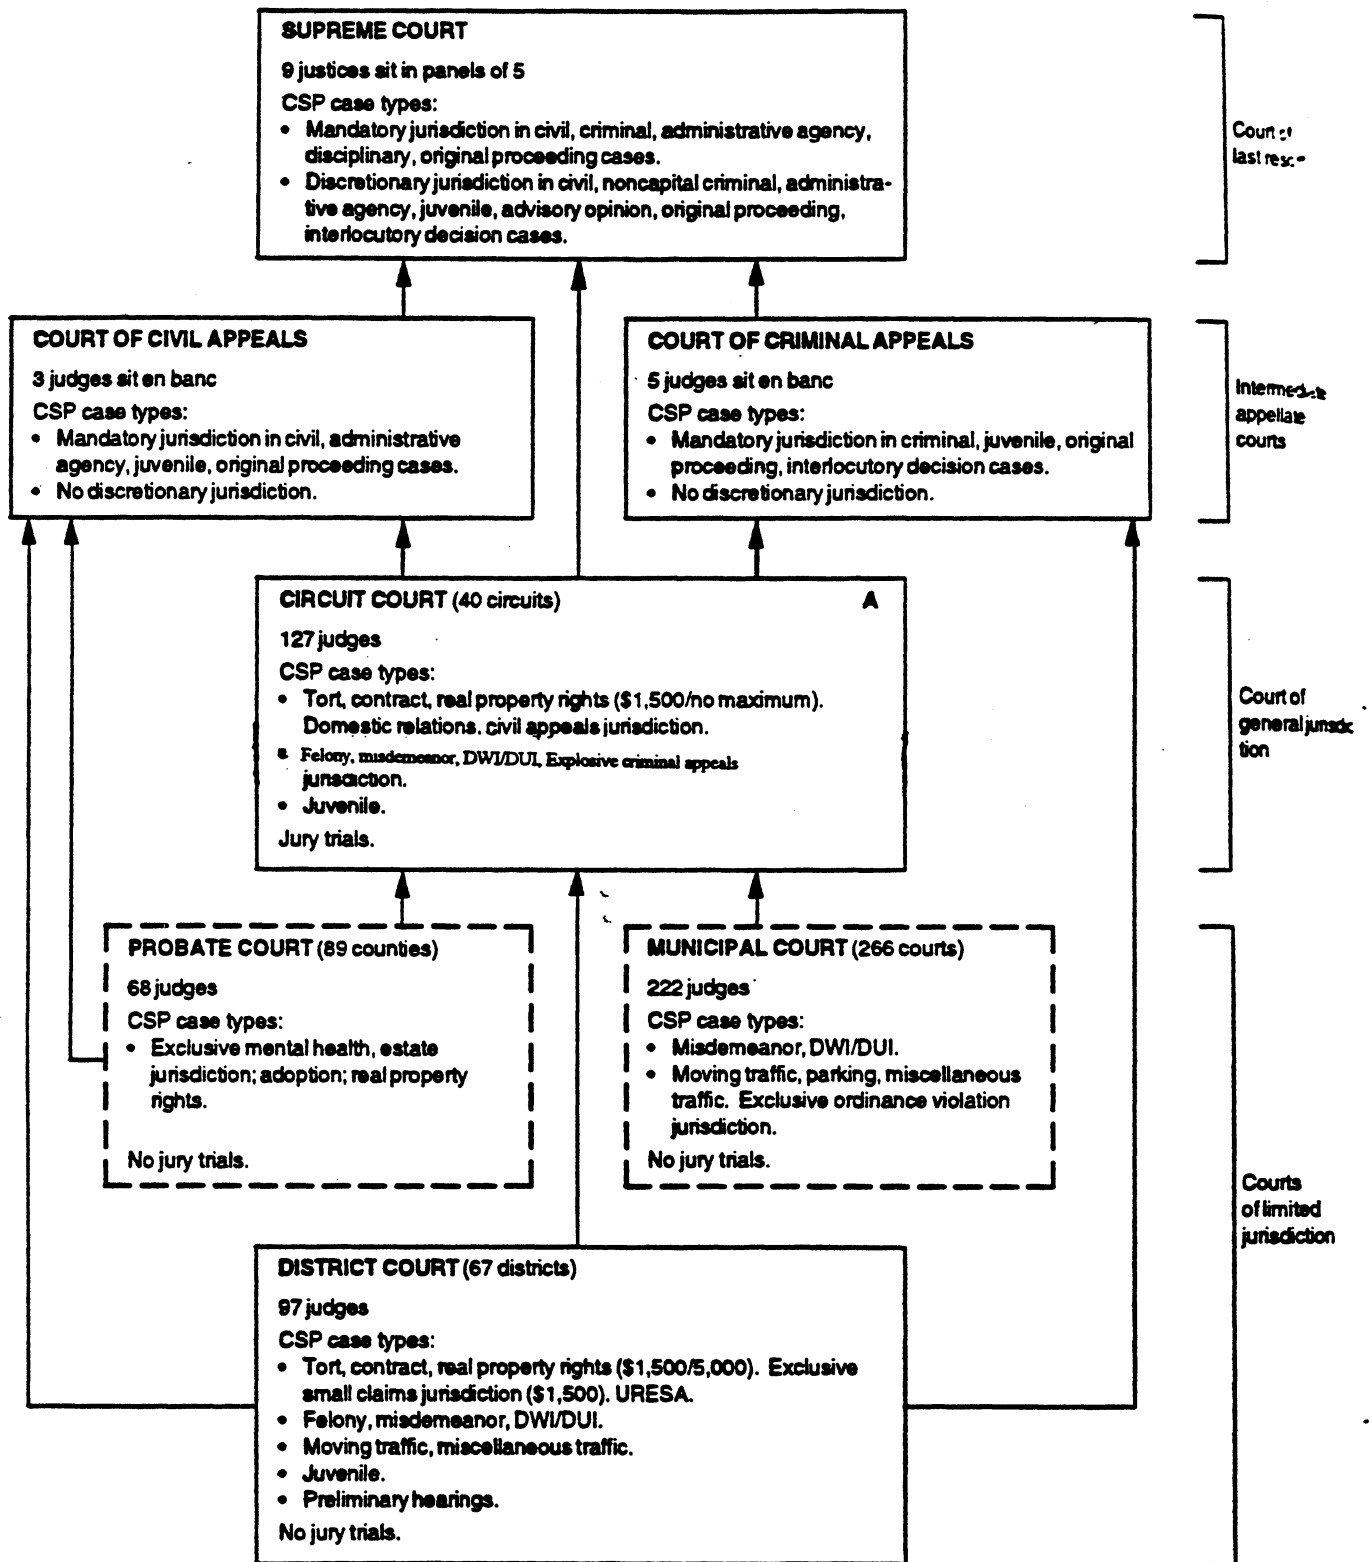 SUPREME COURT
9 justices sit in panels of 5
CSP case types:
• Mandatory jurisdiction in civil, criminal, administrative agency,
disciplinary, original proceeding cases.
• Discretionary jurisdiction in civil, noncapital criminal, administra-
tive agency, juvenile, advisory opinion, original proceeding,
interlocutory decision cases.
Court
last
COURT OF CIVIL APPEALS
3 judges sit en banc
CSP case types:
• Mandatory jurisdiction in civil, administrative
agency, juvenile, original proceeding cases.
• No discretionary jurisdiction.
COURT OF CRIMINAL APPEALS
5 judges sit en banc
CSP case types:
• Mandatory jurisdiction in criminal, juvenile, original
proceeding, interlocutory decision cases.
• No discretionary jurisdiction.
Intermediate
appellate
courts
CIRCUIT COURT (40 circuits) A
127 judges
CSP case types:
• Tort, contract, real property rights ($1,500/no maximum).
Domestic relations. civil appeals jurisdiction.
• Felony, misdemeanor, DWI/DUI, Explosive criminal appeals
jurisdiction.
• Juvenile.
Jury trials.
Court of
general jurisdic
tion
PROBATE COURT (89 counties)
68 judges
CSP case types:
• Exclusive mental health, estate
jurisdiction; adoption; real property
rights.
No jury trials.
MUNICIPAL COURT (266 courts)
222 judges
CSP case types:
• Misdemeanor, DWI/DUI.
• Moving traffic, parking, miscellaneous
traffic. Exclusive ordinance violation
jurisdiction.
No jury trials.
Courts
of limited
jurisdiction
DISTRICT COURT (67 districts)
97 judges
CSP case types:
• Tort, contract, real property rights ($1,500/5,000). Exclusive
small claims jurisdiction ($1,500). URESA.
• Felony, misdemeanor, DWI/DUI.
• Moving traffic, miscellaneous traffic.
• Juvenile.
• Preliminary hearings.
No jury trials.